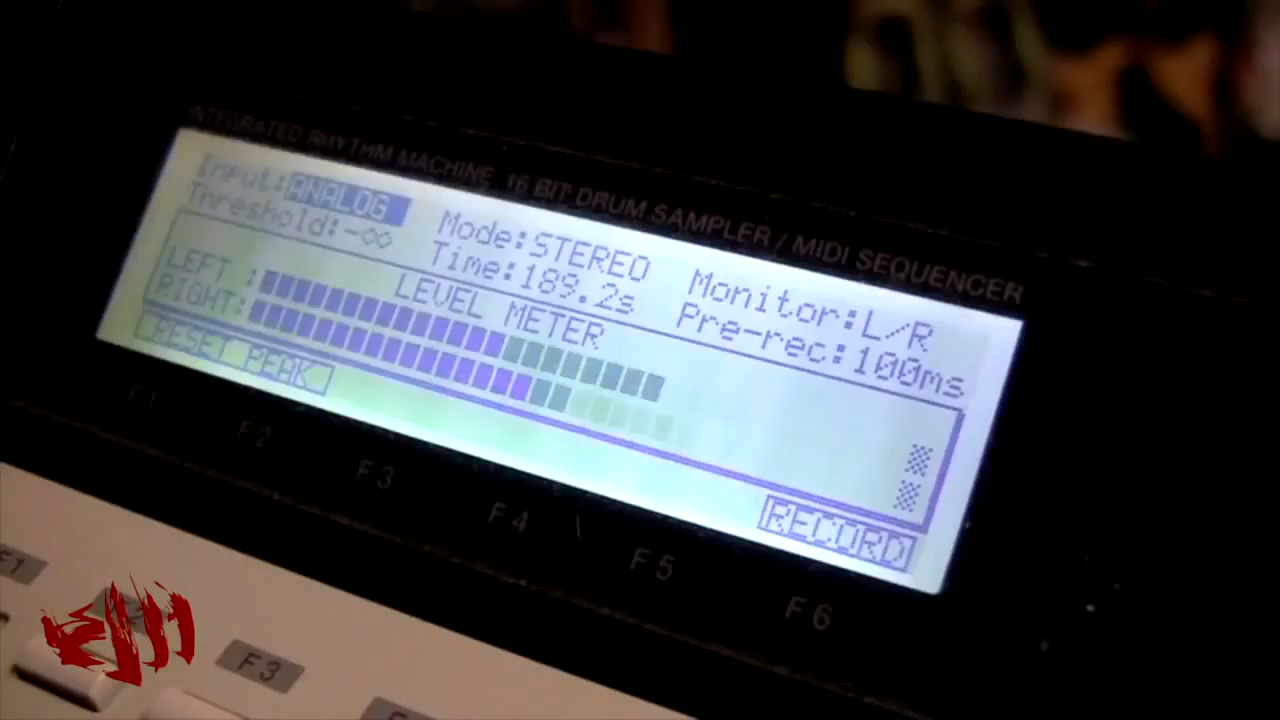 INTEGRATED RHYTHM MACHINE 16 BIT DRUM SAMPLER / MIDI SEQUENCER
Input:ANALOG Mode:STEREO Monitor:L/R
Threshold:-∞ Time:189.2s Pre-rec:100ms
LEVEL METER
LEFT :
RIGHT:
RESET PEAK RECORD
F1 F2 F3 F4 F5 F6
F1
F3